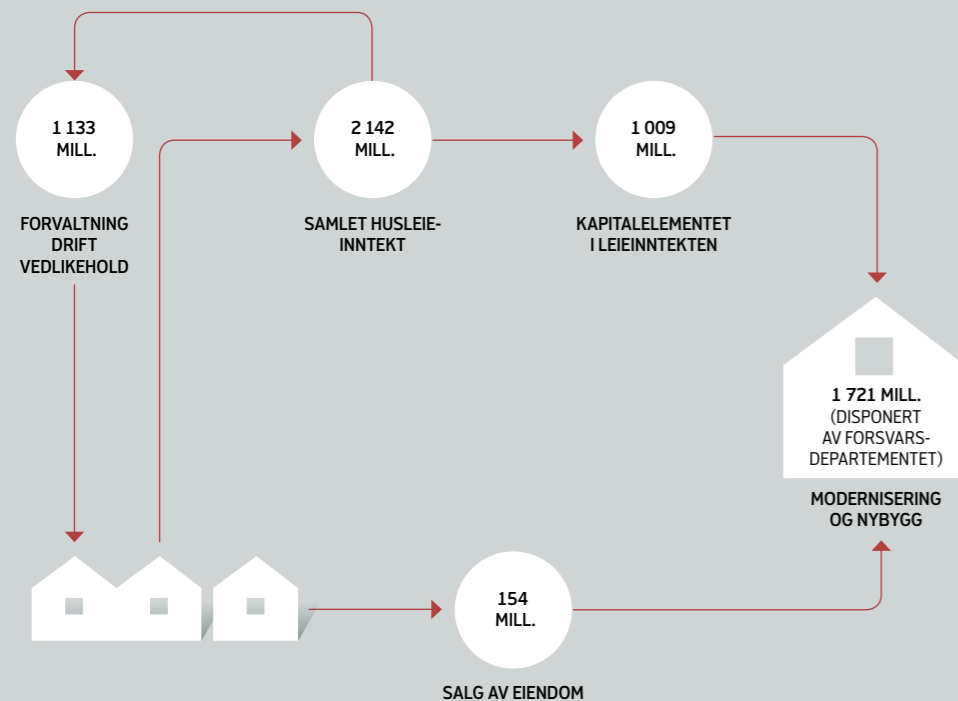 1 133
MILL.
FORVALTNING
DRIFT
VEDLIKEHOLD
2 142
MILL.
SAMLET HUSLEIE-
INNTEKT
1 009
MILL.
KAPITALELEMENTET
I LEIEINNTEKTEN
1 721 MILL.
(DISPONERT
AV FORSVARS-
DEPARTEMENTET)
MODERNISERING
OG NYBYGG
154
MILL.
SALG AV EIENDOM